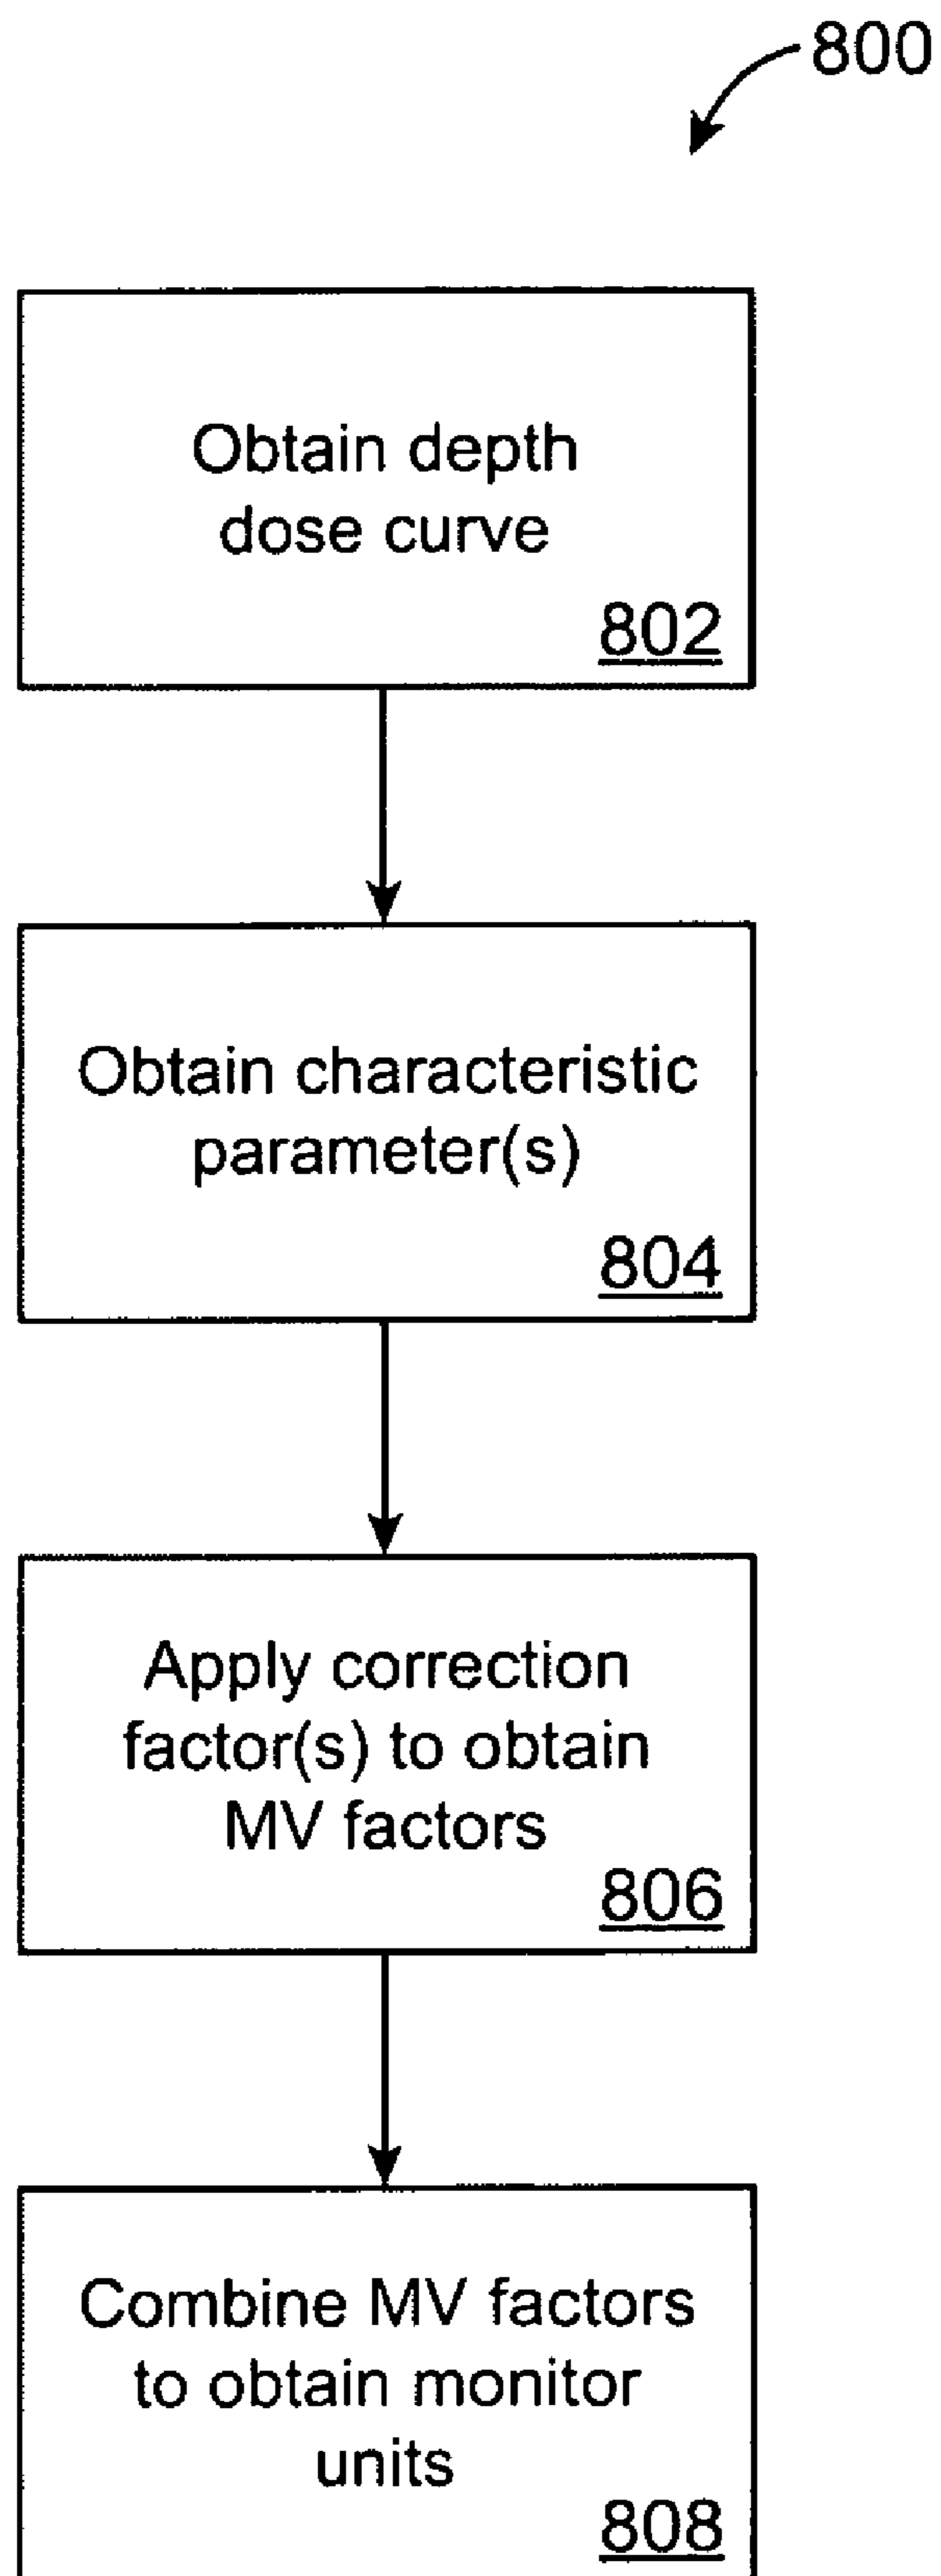 800
Obtain depth
dose curve
802
Obtain characteristic
parameter(s)
804
Apply correction
factor(s) to obtain
MV factors
806
Combine MV factors
to obtain monitor
units
808